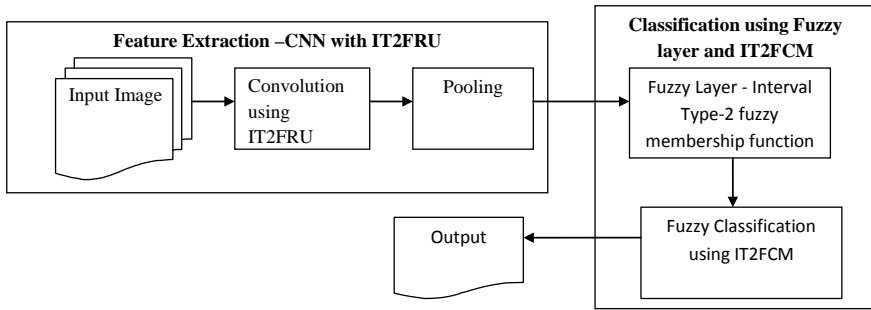 Feature Extraction –CNN with IT2FRU
Input Image
Convolution
using
IT2FRU
Pooling
Classification using Fuzzy
layer and IT2FCM
Fuzzy Layer - Interval
Type-2 fuzzy
membership function
Fuzzy Classification
using IT2FCM
Output